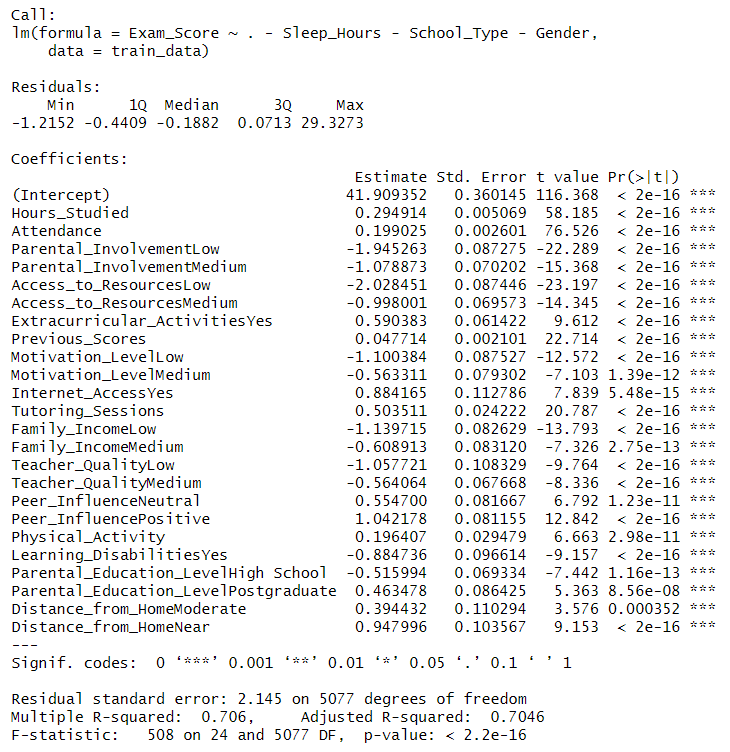 Call:
lm(formula = Exam_Score ~ . - Sleep_Hours - School_Type - Gender,
    data = train_data)

Residuals:
    Min      1Q  Median      3Q     Max
-1.2152 -0.4409 -0.1882  0.0713 29.3273

Coefficients:
                                      Estimate Std. Error t value Pr(>|t|)
(Intercept)                          41.909352   0.360145 116.368  < 2e-16 ***
Hours_Studied                         0.294914   0.005069  58.185  < 2e-16 ***
Attendance                            0.199025   0.002601  76.526  < 2e-16 ***
Parental_InvolvementLow              -1.945263   0.087275 -22.289  < 2e-16 ***
Parental_InvolvementMedium           -1.078873   0.070202 -15.368  < 2e-16 ***
Access_to_ResourcesLow               -2.028451   0.087446 -23.197  < 2e-16 ***
Access_to_ResourcesMedium            -0.998001   0.069573 -14.345  < 2e-16 ***
Extracurricular_ActivitiesYes         0.590383   0.061422   9.612  < 2e-16 ***
Previous_Scores                       0.047714   0.002101  22.714  < 2e-16 ***
Motivation_LevelLow                  -1.100384   0.087527 -12.572  < 2e-16 ***
Motivation_LevelMedium               -0.563311   0.079302  -7.103 1.39e-12 ***
Internet_AccessYes                    0.884165   0.112786   7.839 5.48e-15 ***
Tutoring_Sessions                     0.503511   0.024222  20.787  < 2e-16 ***
Family_IncomeLow                     -1.139715   0.082629 -13.793  < 2e-16 ***
Family_IncomeMedium                  -0.608913   0.083120  -7.326 2.75e-13 ***
Teacher_QualityLow                   -1.057721   0.108329  -9.764  < 2e-16 ***
Teacher_QualityMedium                -0.564064   0.067668  -8.336  < 2e-16 ***
Peer_InfluenceNeutral                 0.554700   0.081667   6.792 1.23e-11 ***
Peer_InfluencePositive                1.042178   0.081155  12.842  < 2e-16 ***
Physical_Activity                     0.196407   0.029479   6.663 2.98e-11 ***
Learning_DisabilitiesYes             -0.884736   0.096614  -9.157  < 2e-16 ***
Parental_Education_LevelHigh School  -0.515994   0.069334  -7.442 1.16e-13 ***
Parental_Education_LevelPostgraduate  0.463478   0.086425   5.363 8.56e-08 ***
Distance_from_HomeModerate            0.394432   0.110294   3.576 0.000352 ***
Distance_from_HomeNear                0.947996   0.103567   9.153  < 2e-16 ***
---
Signif. codes:  0 ‘***’ 0.001 ‘**’ 0.01 ‘*’ 0.05 ‘.’ 0.1 ‘ ’ 1

Residual standard error: 2.145 on 5077 degrees of freedom
Multiple R-squared:  0.706,	Adjusted R-squared:  0.7046
F-statistic:   508 on 24 and 5077 DF,  p-value: < 2.2e-16